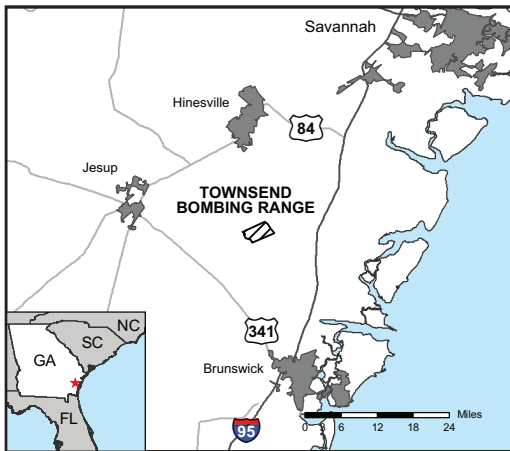 Savannah
Hinesville
84
Jesup
TOWNSEND
BOMBING RANGE
341
NC
SC
GA
Brunswick
FL
95
Miles
0 3 6 12 18 24